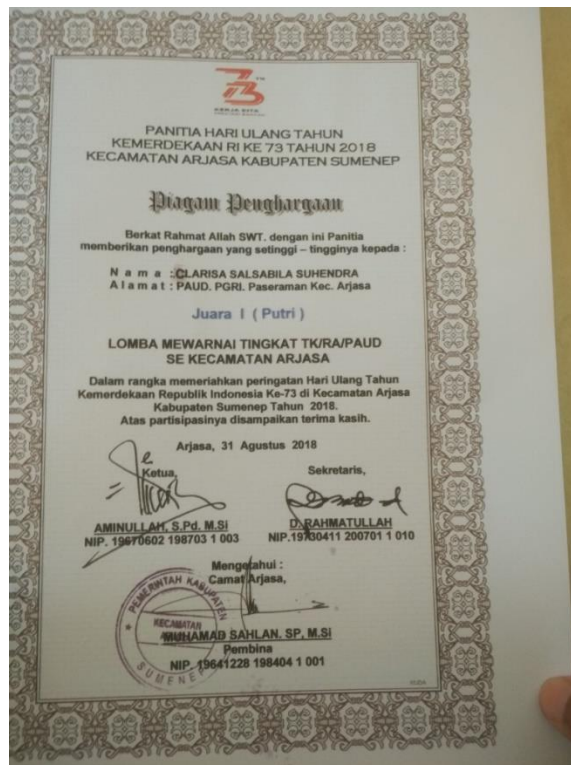 73 TH
KERJA KITA
PANITIA HARI ULANG TAHUN
KEMERDEKAAN RI KE 73 TAHUN 2018
KECAMATAN ARJASA KABUPATEN SUMENEP
Piagam Penghargaan
Berkat Rahmat Allah SWT. dengan ini Panitia
memberikan penghargaan yang setinggi – tingginya kepada :
N a m a : CLARISA SALSABILA SUHENDRA
A l a m a t : PAUD. PGRI. Paseraman Kec. Arjasa
Juara I ( Putri )
LOMBA MEWARNAI TINGKAT TK/RA/PAUD
SE KECAMATAN ARJASA
Dalam rangka memeriahkan peringatan Hari Ulang Tahun
Kemerdekaan Republik Indonesia Ke-73 di Kecamatan Arjasa
Kabupaten Sumenep Tahun 2018.
Atas partisipasinya disampaikan terima kasih.
Arjasa, 31 Agustus 2018
Ketua,
Sekretaris,
AMINULLAH, S.Pd. M.Si
NIP. 19670602 198703 1 003
D. RAHMATULLAH
NIP.19730411 200701 1 010
Mengetahui :
Camat Arjasa,
PEMERINTAH KABUPATEN
KECAMATAN
SUMENEP
MUHAMAD SAHLAN. SP, M.Si
Pembina
NIP. 19641228 198404 1 001